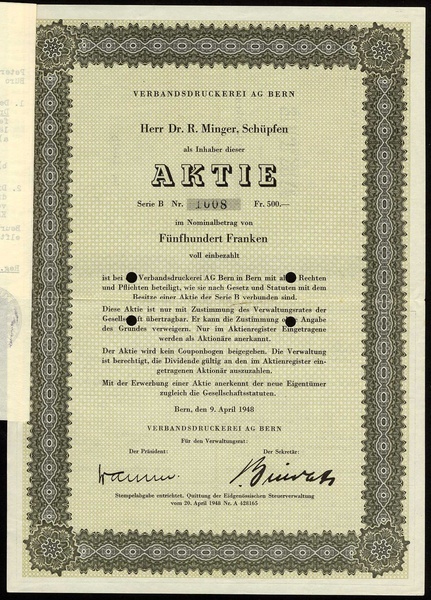 VERBANDSDRUCKEREI AG BERN
Herr Dr. R. Minger, Schüpfen
als Inhaber dieser
AKTIE
Serie B Nr. 1008 Fr. 500.—
im Nominalbetrag von
Fünfhundert Franken
voll einbezahlt
ist bei Verbandsdruckerei AG Bern in Bern mit Rechten
und Pflichten beteiligt, wie sie nach Gesetz und Statuten mit dem
Besitze einer Aktie der Serie B verbunden sind.
Diese Aktie ist nur mit Zustimmung des Verwaltungsrates der
Gesells t übertragbar. Er kann die Zustimmung Angabe
des Grundes verweigern. Nur im Aktienregister Eingetragene
werden als Aktionäre anerkannt.
Der Aktie wird kein Couponbogen beigegeben. Die Verwaltung
ist berechtigt, die Dividende gültig an den im Aktienregister ein-
getragenen Aktionär auszuzahlen.
Mit der Erwerbung einer Aktie anerkennt der neue Eigentümer
zugleich die Gesellschaftsstatuten.
Bern, den 9. April 1948
VERBANDSDRUCKEREI AG BERN
Für den Verwaltungsrat:
Der Präsident: Der Sekretär:
Stempelabgabe entrichtet, Quittung der Eidgenössischen Steuerverwaltung
vom 20. April 1948 Nr. A 428165